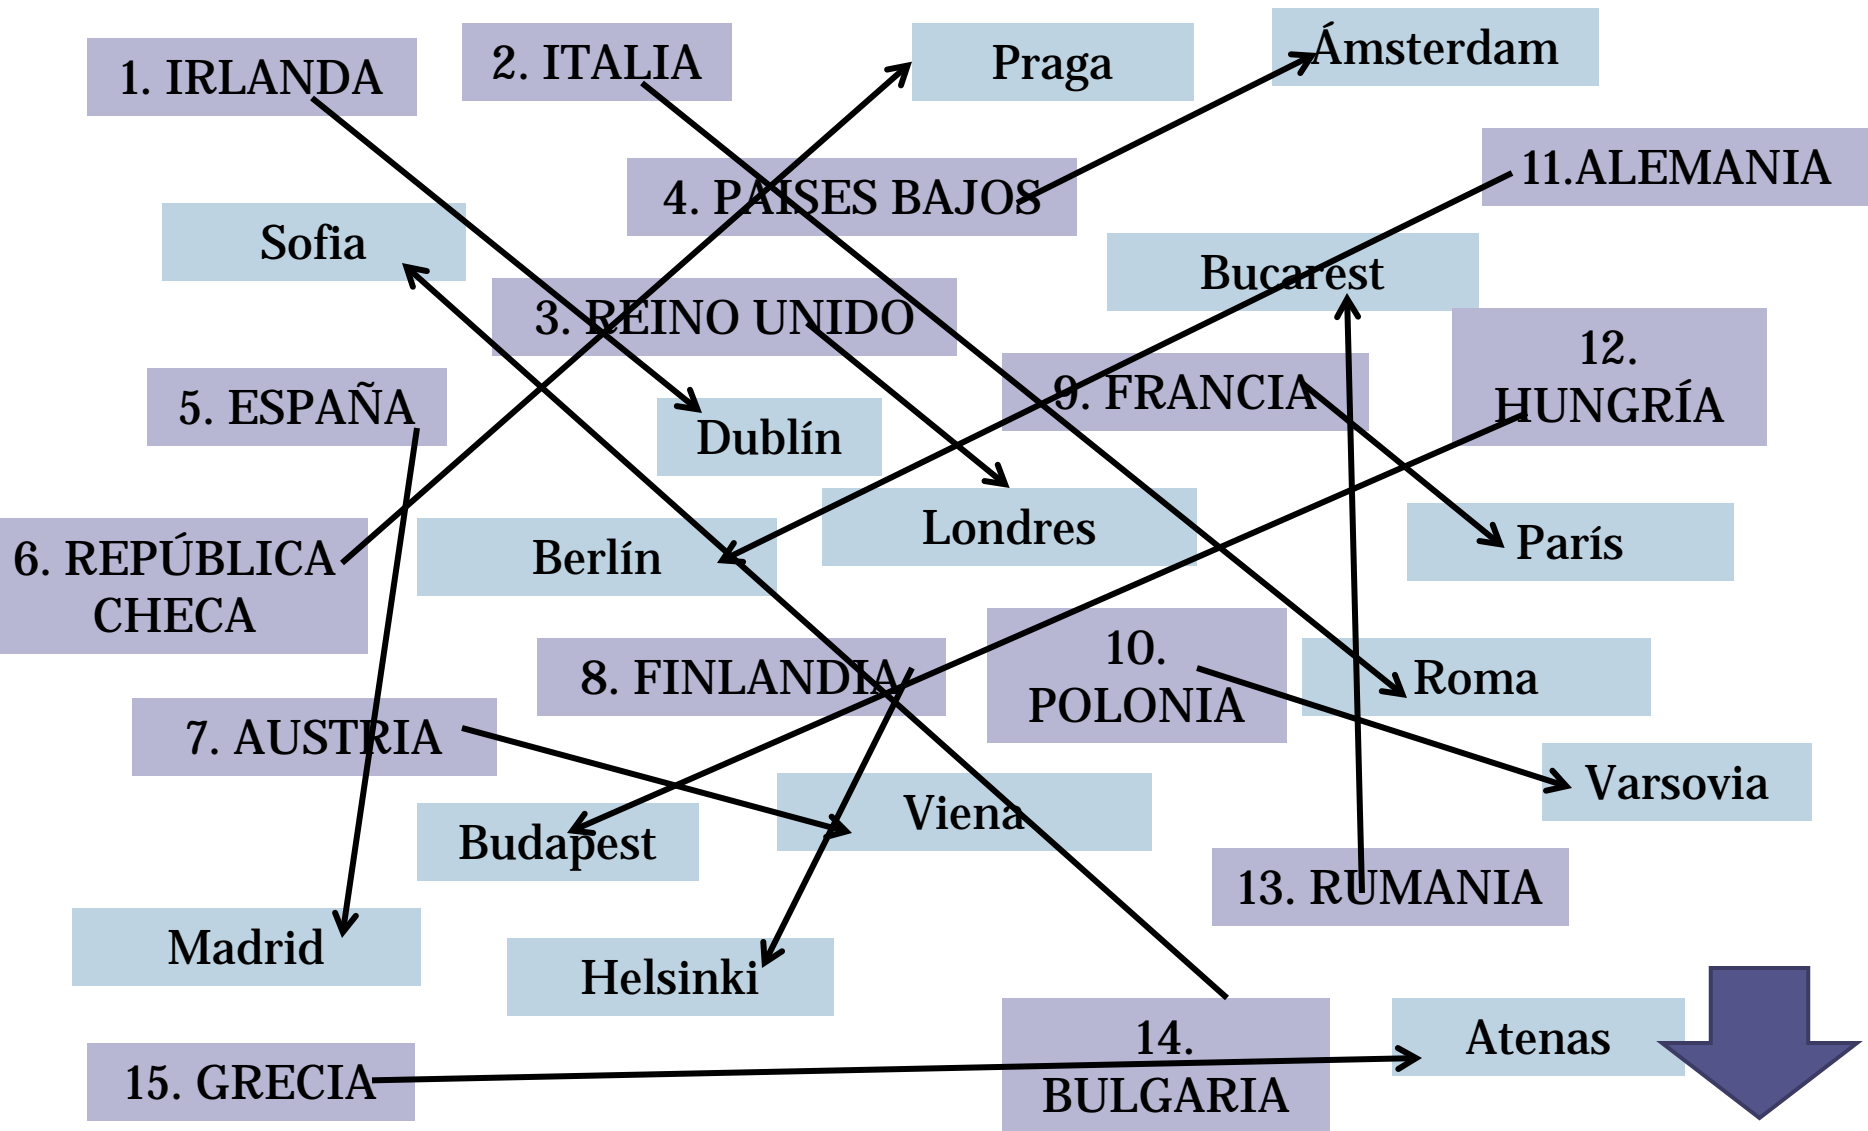 1. IRLANDA
2. ITALIA
Praga
Ámsterdam
11.ALEMANIA
4. PAISES BAJOS
Sofia
Bucarest
3. REINO UNIDO
12.
HUNGRÍA
5. ESPAÑA
9. FRANCIA
Dublín
Londres
París
6. REPÚBLICA
CHECA
Berlín
8. FINLANDIA
10.
POLONIA
Roma
7. AUSTRIA
Varsovia
Viena
Budapest
13. RUMANIA
Madrid
Helsinki
14.
BULGARIA
Atenas
15. GRECIA